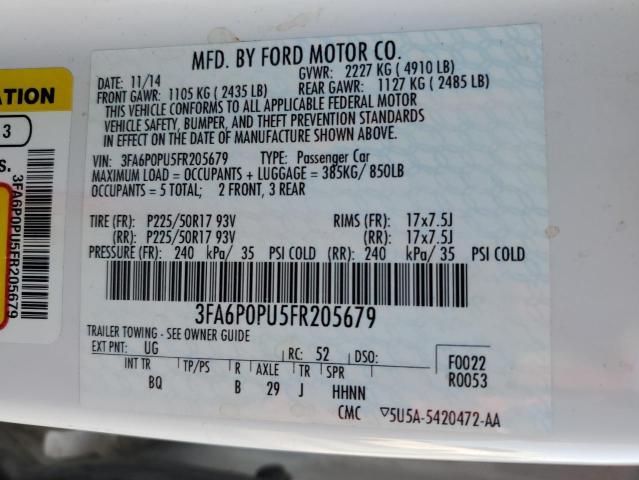 MFD. BY FORD MOTOR CO.
DATE: 11/14 GVWR: 2227 KG ( 4910 LB)
FRONT GAWR: 1105 KG ( 2435 LB) REAR GAWR: 1127 KG ( 2485 LB)
THIS VEHICLE CONFORMS TO ALL APPLICABLE FEDERAL MOTOR
VEHICLE SAFETY, BUMPER, AND THEFT PREVENTION STANDARDS
IN EFFECT ON THE DATE OF MANUFACTURE SHOWN ABOVE.
VIN: 3FA6P0PU5FR205679 TYPE: Passenger Car
MAXIMUM LOAD = OCCUPANTS + LUGGAGE = 385KG/ 850LB
OCCUPANTS = 5 TOTAL; 2 FRONT, 3 REAR
TIRE (FR): P225/50R17 93V RIMS (FR): 17x7.5J
(RR): P225/50R17 93V (RR): 17x7.5J
PRESSURE (FR): 240 kPa/ 35 PSI COLD (RR): 240 kPa/ 35 PSI COLD
3FA6P0PU5FR205679
TRAILER TOWING - SEE OWNER GUIDE
EXT PNT: UG RC: 52 DSO: F0022
INT TR TP/PS R AXLE TR SPR R0053
BQ B 29 J HHNN
CMC 5U5A-5420472-AA
ATION
3
S.
3FA6P0PU5FR205679